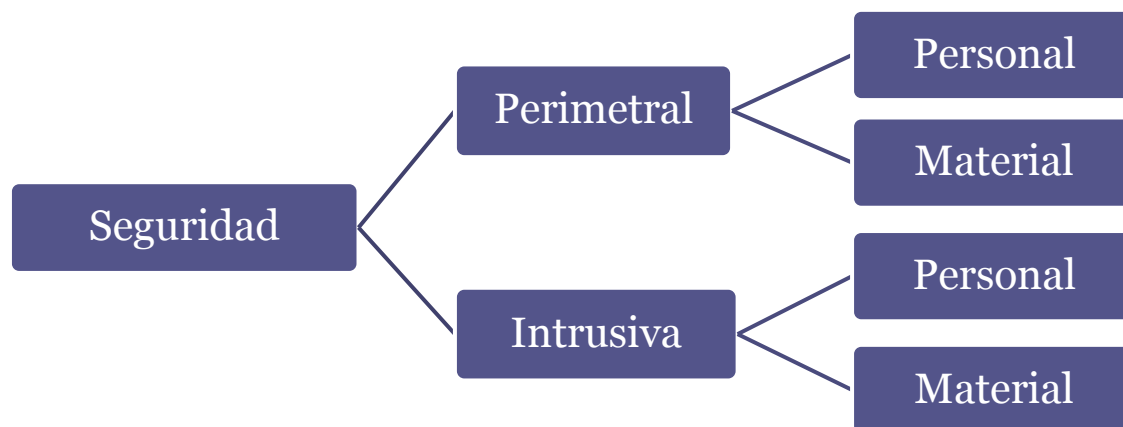 Seguridad
Perimetral
Personal
Material
Intrusiva
Personal
Material